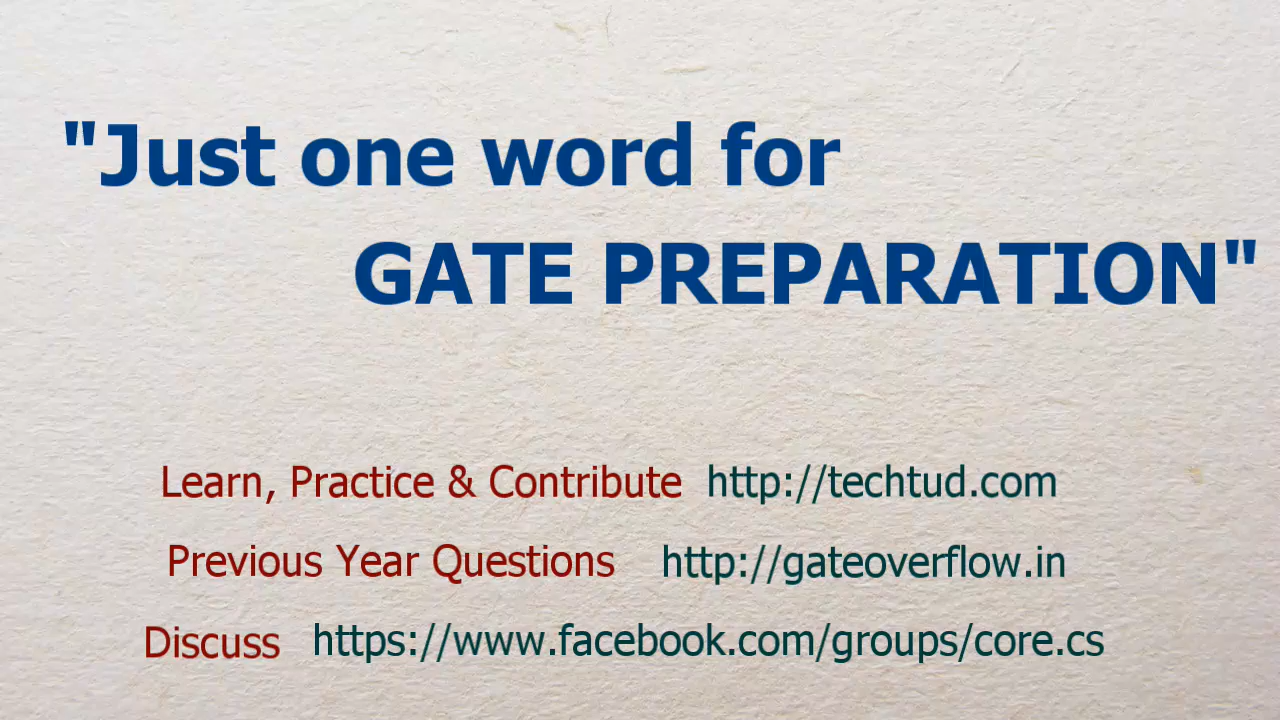 "Just one word for
GATE PREPARATION"
Learn, Practice & Contribute http://techtud.com
Previous Year Questions http://gateoverflow.in
Discuss https://www.facebook.com/groups/core.cs